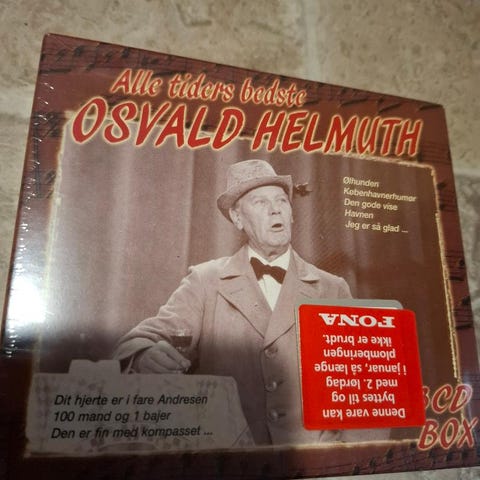 Alle tiders bedste
OSVALD HELMUTH
Ølhunden
Københavnerhumør
Den gode vise
Havnen
Jeg er så glad ...
Denne vare kan
byttes til og
med 2. lørdag
i januar, så længe
plomberingen
ikke er brudt.
FONA
Dit hjerte er i fare Andresen
100 mand og 1 bajer
Den er fin med kompasset ...
CD
BOX